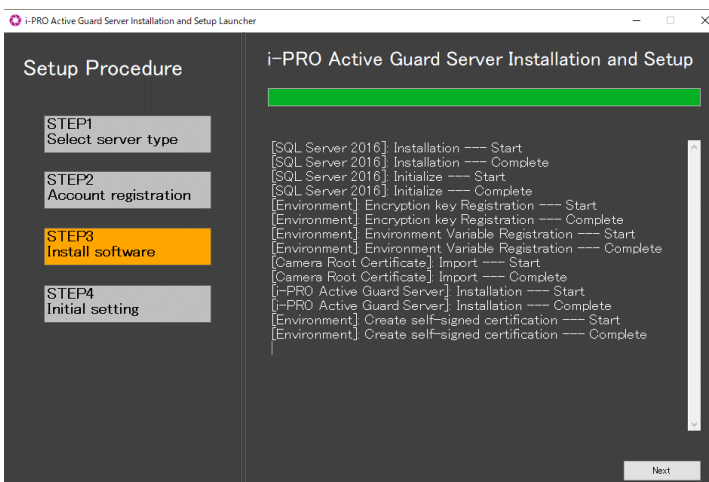 i-PRO Active Guard Server Installation and Setup Launcher
Setup Procedure
STEP1
Select server type
STEP2
Account registration
STEP3
Install software
STEP4
Initial setting
i-PRO Active Guard Server Installation and Setup
[SQL Server 2016]: Installation --- Start
[SQL Server 2016]: Installation --- Complete
[SQL Server 2016]: Initialize --- Start
[SQL Server 2016]: Initialize --- Complete
[Environment]: Encryption key Registration --- Start
[Environment]: Encryption key Registration --- Complete
[Environment]: Environment Variable Registration --- Start
[Environment]: Environment Variable Registration --- Complete
[Camera Root Certificate]: Import --- Start
[Camera Root Certificate]: Import --- Complete
[i-PRO Active Guard Server]: Installation --- Start
[i-PRO Active Guard Server]: Installation --- Complete
[Environment]: Create self-signed certification --- Start
[Environment]: Create self-signed certification --- Complete
Next